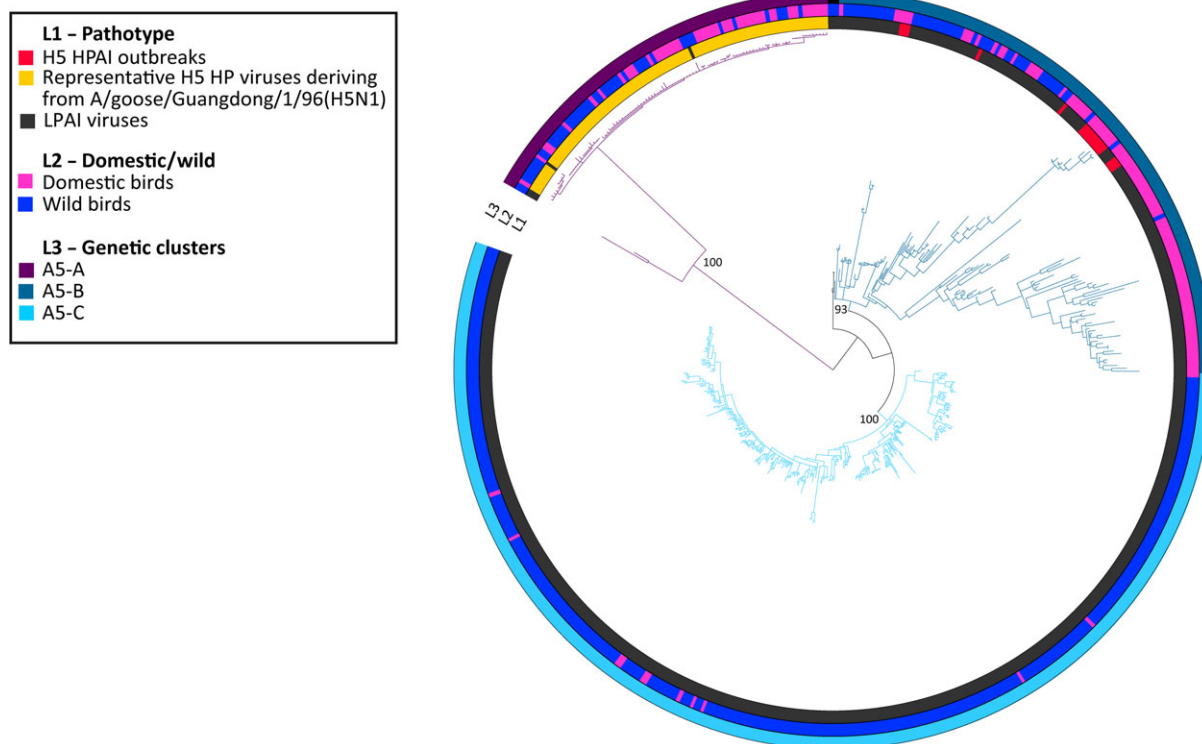 L1 – Pathotype
H5 HPAI outbreaks
Representative H5 HP viruses deriving
from A/goose/Guangdong/1/96(H5N1)
LPAI viruses
L2 – Domestic/wild
Domestic birds
Wild birds
L3 – Genetic clusters
A5-A
A5-B
A5-C
L3
L2
L1
100
93
100